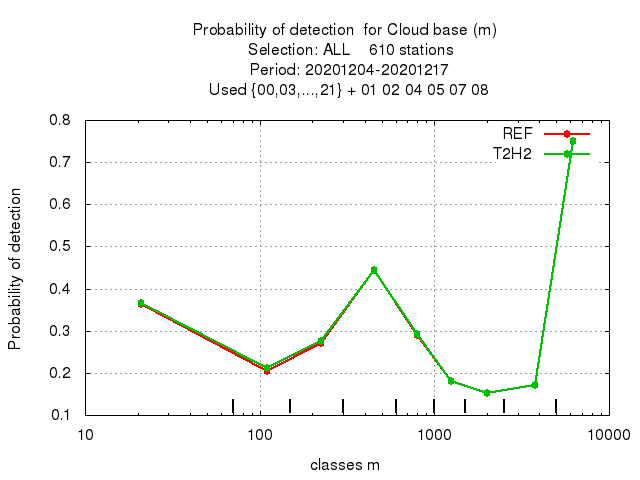 Probability of detection  for Cloud base (m)
Selection: ALL    610 stations
Period: 20201204-20201217
Used {00,03,...,21} + 01 02 04 05 07 08
REF
T2H2
0.8
0.7
0.6
0.5
0.4
0.3
0.2
0.1
Probability of detection
10
100
1000
10000
classes m